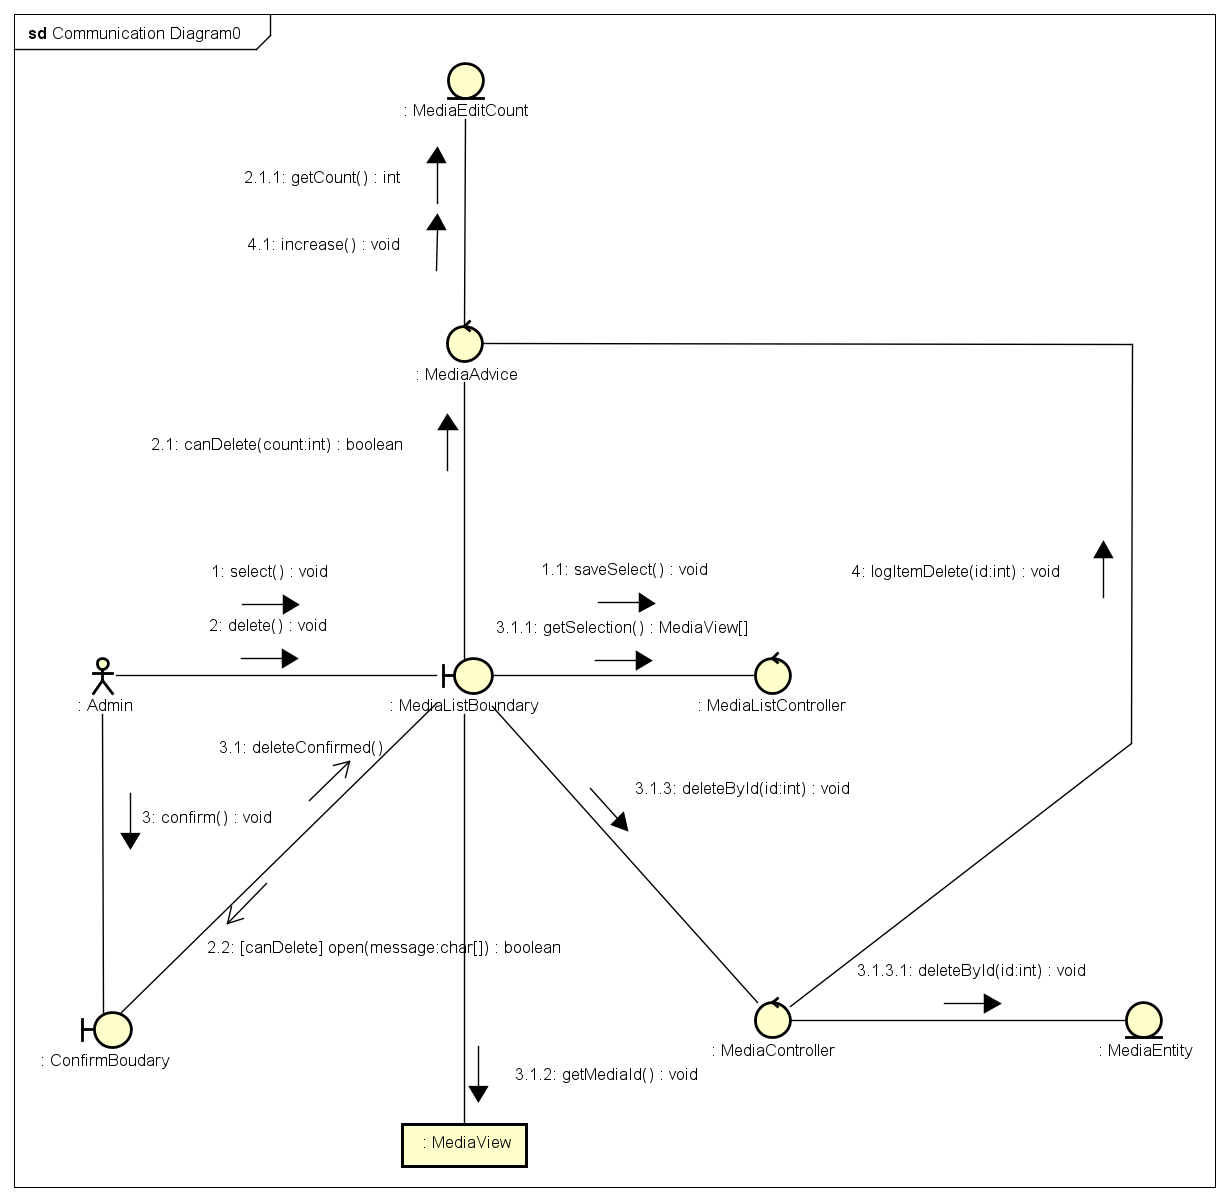 sd Communication Diagram0
: MediaEditCount
2.1.1: getCount() : int
4.1: increase() : void
: MediaAdvice
2.1: canDelete(count:int) : boolean
1: select() : void
1.1: saveSelect() : void
4: logItemDelete(id:int) : void
2: delete() : void
3.1.1: getSelection() : MediaView[]
: Admin
: MediaListBoundary
: MediaListController
3.1: deleteConfirmed()
3.1.3: deleteById(id:int) : void
3: confirm() : void
2.2: [canDelete] open(message:char[]) : boolean
3.1.3.1: deleteById(id:int) : void
: ConfirmBoudary
: MediaController
: MediaEntity
3.1.2: getMediaId() : void
: MediaView